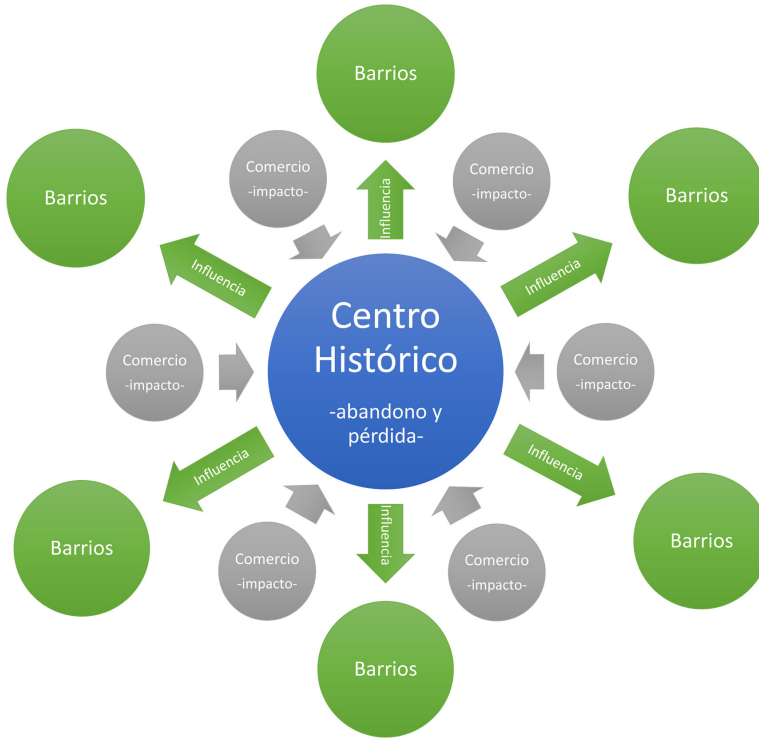 Barrios
Comercio
-impacto-
Comercio
-impacto-
Barrios
Barrios
Influencia
Influencia
Influencia
Centro
Histórico
-abandono y
pérdida-
Comercio
-impacto-
Comercio
-impacto-
Influencia
Influencia
Influencia
Barrios
Barrios
Comercio
-impacto-
Comercio
-impacto-
Barrios